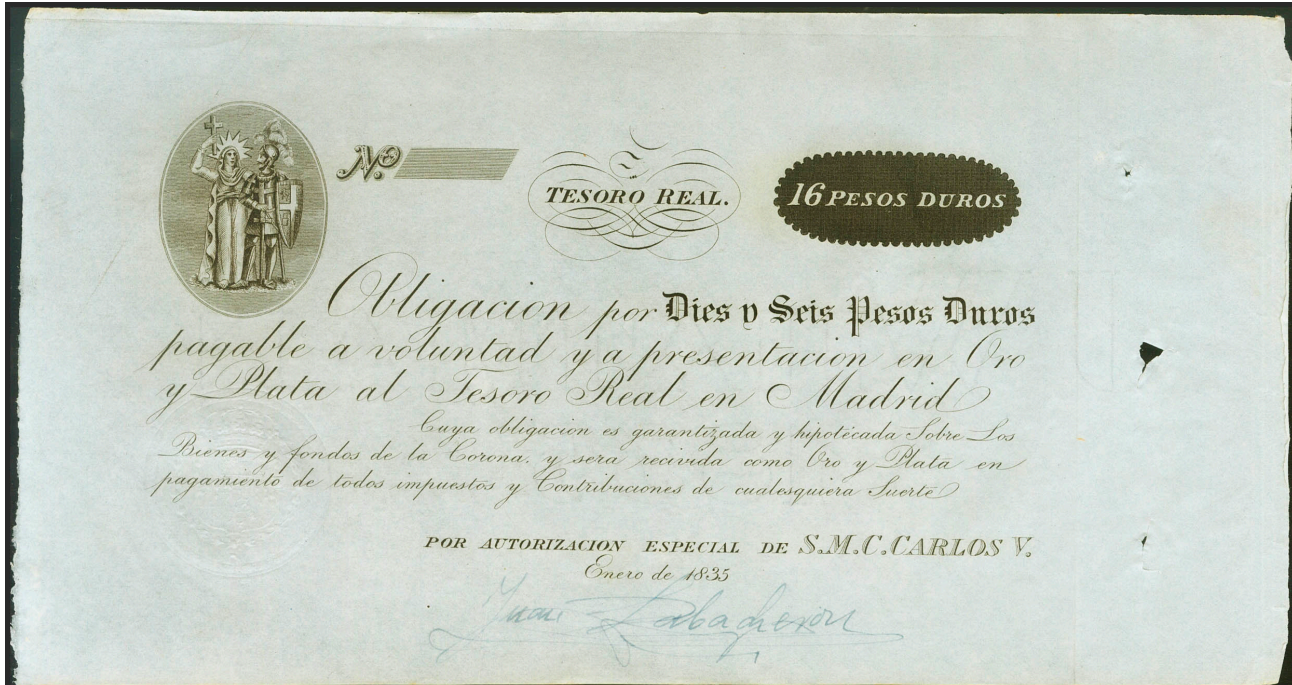 No.
TESORO REAL.
16 PESOS DUROS
Obligacion por Dies y Seis Pesos Duros
pagable a voluntad y a presentacion en Oro
y Plata al Tesoro Real en Madrid
Cuya obligacion es garantizada y hipotécada Sobre Los
Bienes y fondos de la Corona. y sera recivida como Oro y Plata en
pagamiento de todos impuestos y Contribuciones de cualesquiera Suerte
POR AUTORIZACION ESPECIAL DE S.M.C. CARLOS V.
Enero de 1835
Juan